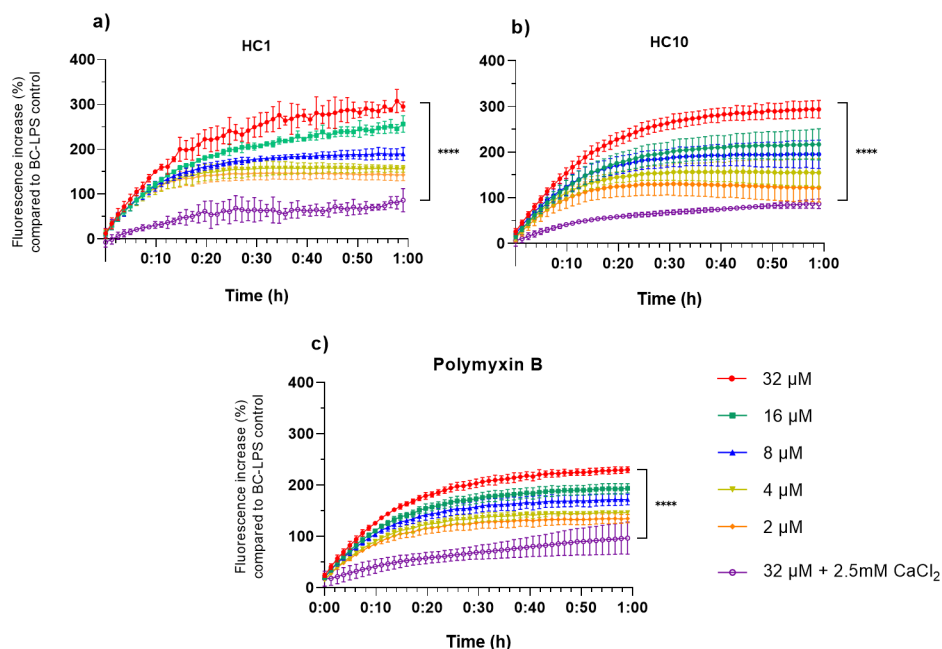 a)
HC1
Fluorescence increase (%)
compared to BC-LPS control
400
300
200
100
0
0:10 0:20 0:30 0:40 0:50 1:00
Time (h)
****
b)
HC10
400
300
200
100
0
0:10 0:20 0:30 0:40 0:50 1:00
Time (h)
****
c)
Polymyxin B
Fluorescence increase (%)
compared to BC-LPS control
400
300
200
100
0
0:00 0:10 0:20 0:30 0:40 0:50 1:00
Time (h)
****
32 µM
16 µM
8 µM
4 µM
2 µM
32 µM + 2.5mM CaCl₂